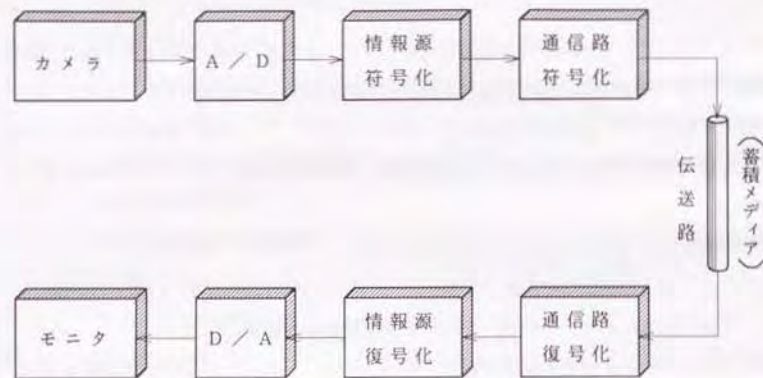 カメラ
A／D
情報源
符号化
通信路
符号化
伝送路
(蓄積メディア)
モニタ
D／A
情報源
復号化
通信路
復号化